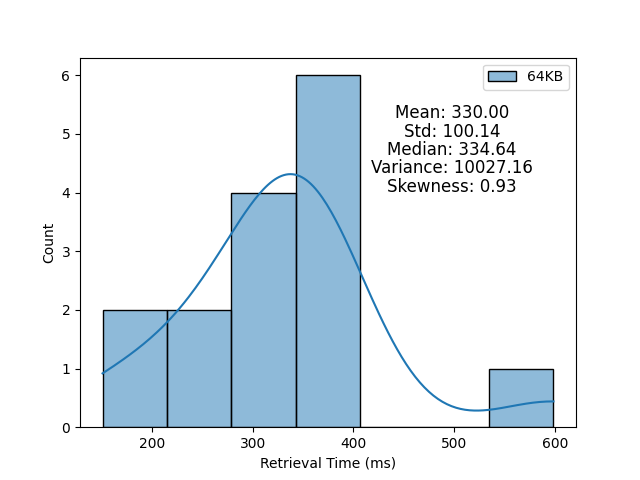 64KB
Mean: 330.00
Std: 100.14
Median: 334.64
Variance: 10027.16
Skewness: 0.93
6
5
4
3
2
1
0
Count
200 300 400 500 600
Retrieval Time (ms)